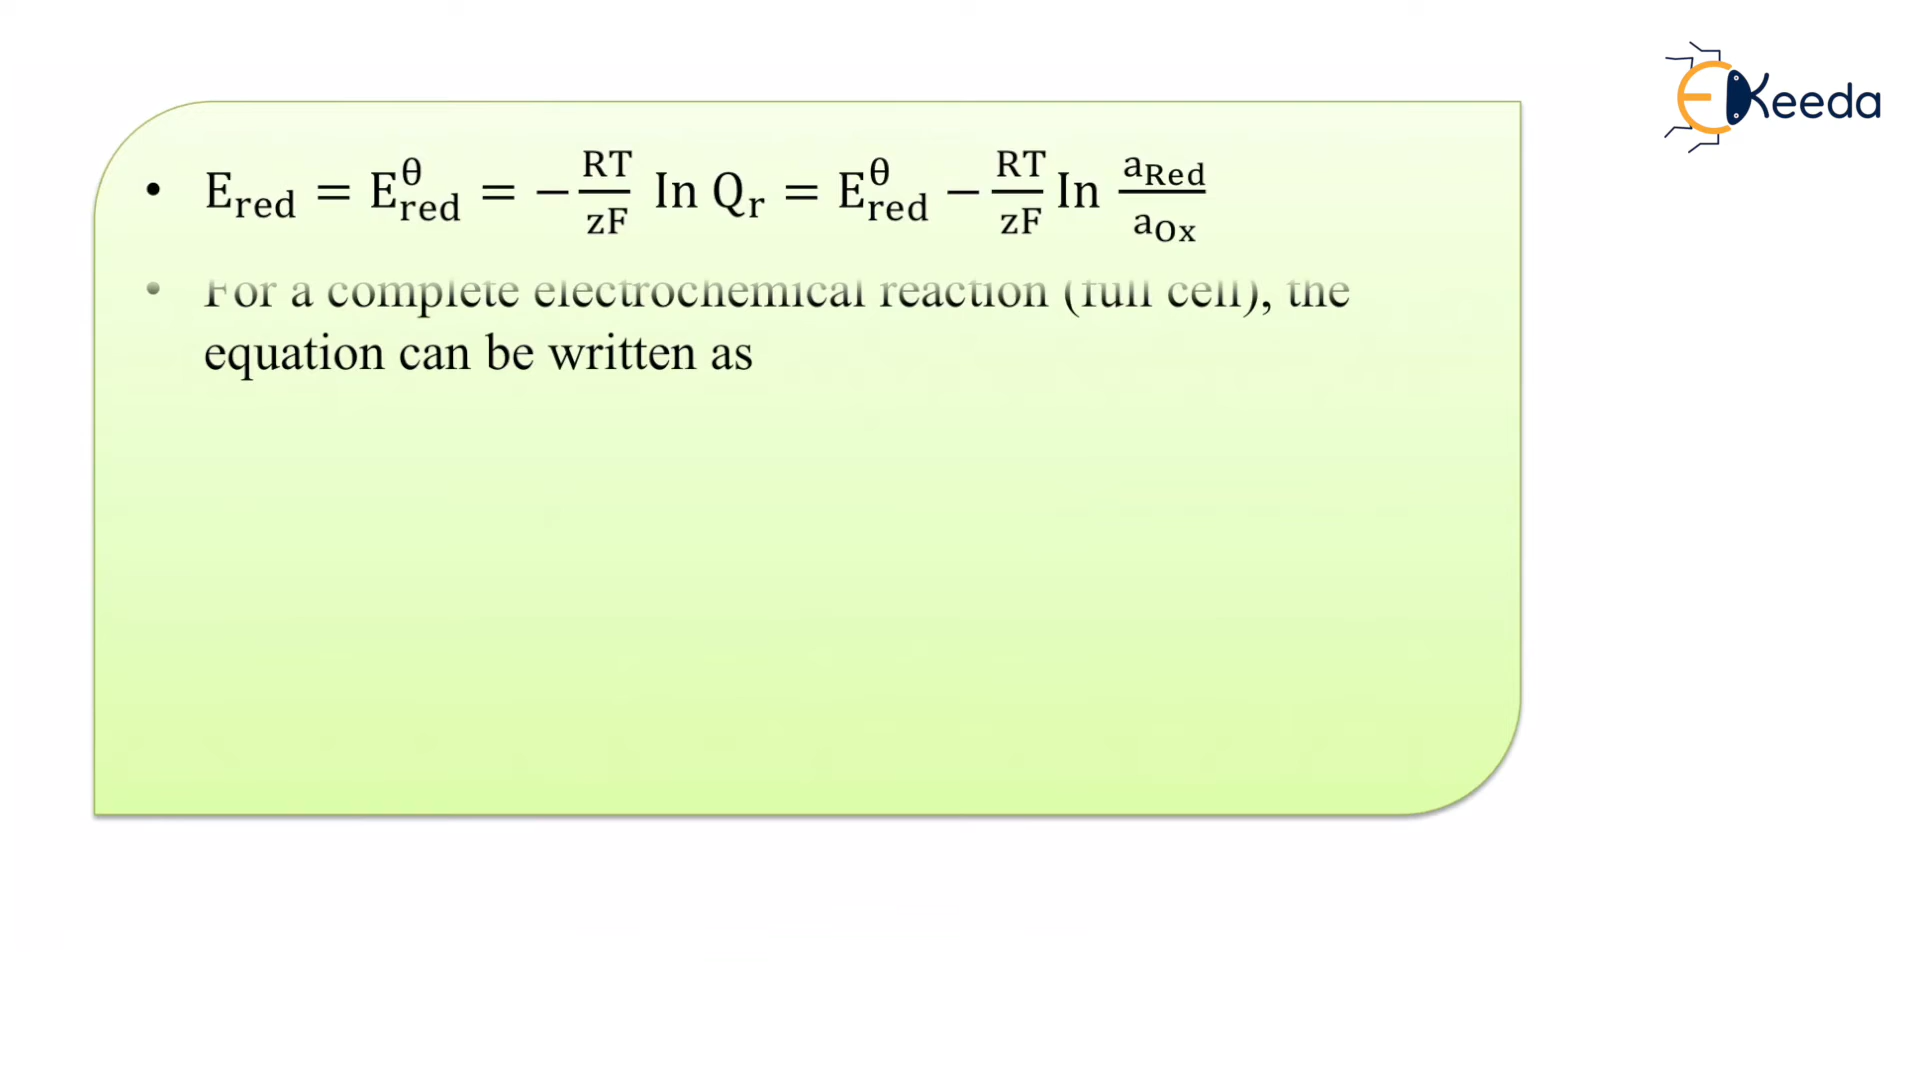 EKeeda
• E_red = E^θ_red = −RT/zF In Q_r = E^θ_red − RT/zF In a_Red/a_Ox
• For a complete electrochemical reaction (full cell), the
equation can be written as